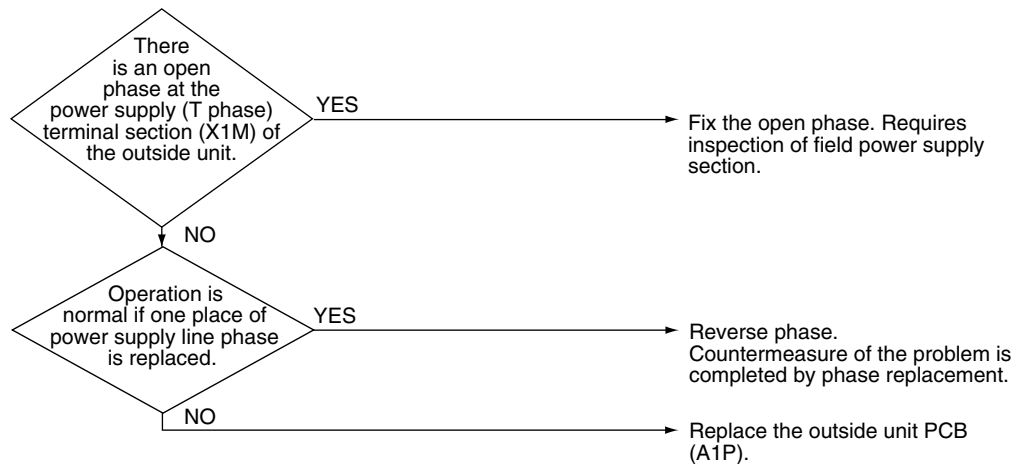 There
is an open
phase at the
power supply (T phase)
terminal section (X1M) of
the outside unit.
YES
Fix the open phase. Requires
inspection of field power supply
section.
NO
Operation is
normal if one place of
power supply line phase
is replaced.
YES
Reverse phase.
Countermeasure of the problem is
completed by phase replacement.
NO
Replace the outside unit PCB
(A1P).